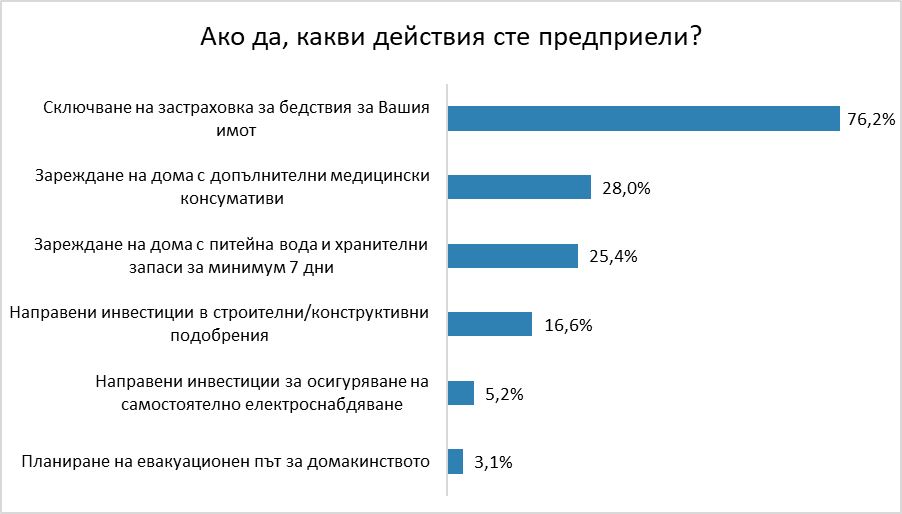 Ако да, какви действия сте предприели?
Сключване на застраховка за бедствия за Вашия
имот
76,2%
Зареждане на дома с допълнителни медицински
консумативи
28,0%
Зареждане на дома с питейна вода и хранителни
запаси за минимум 7 дни
25,4%
Направени инвестиции в строителни/конструктивни
подобрения
16,6%
Направени инвестиции за осигуряване на
самостоятелно електроснабдяване
5,2%
Планиране на евакуационен път за домакинството
3,1%